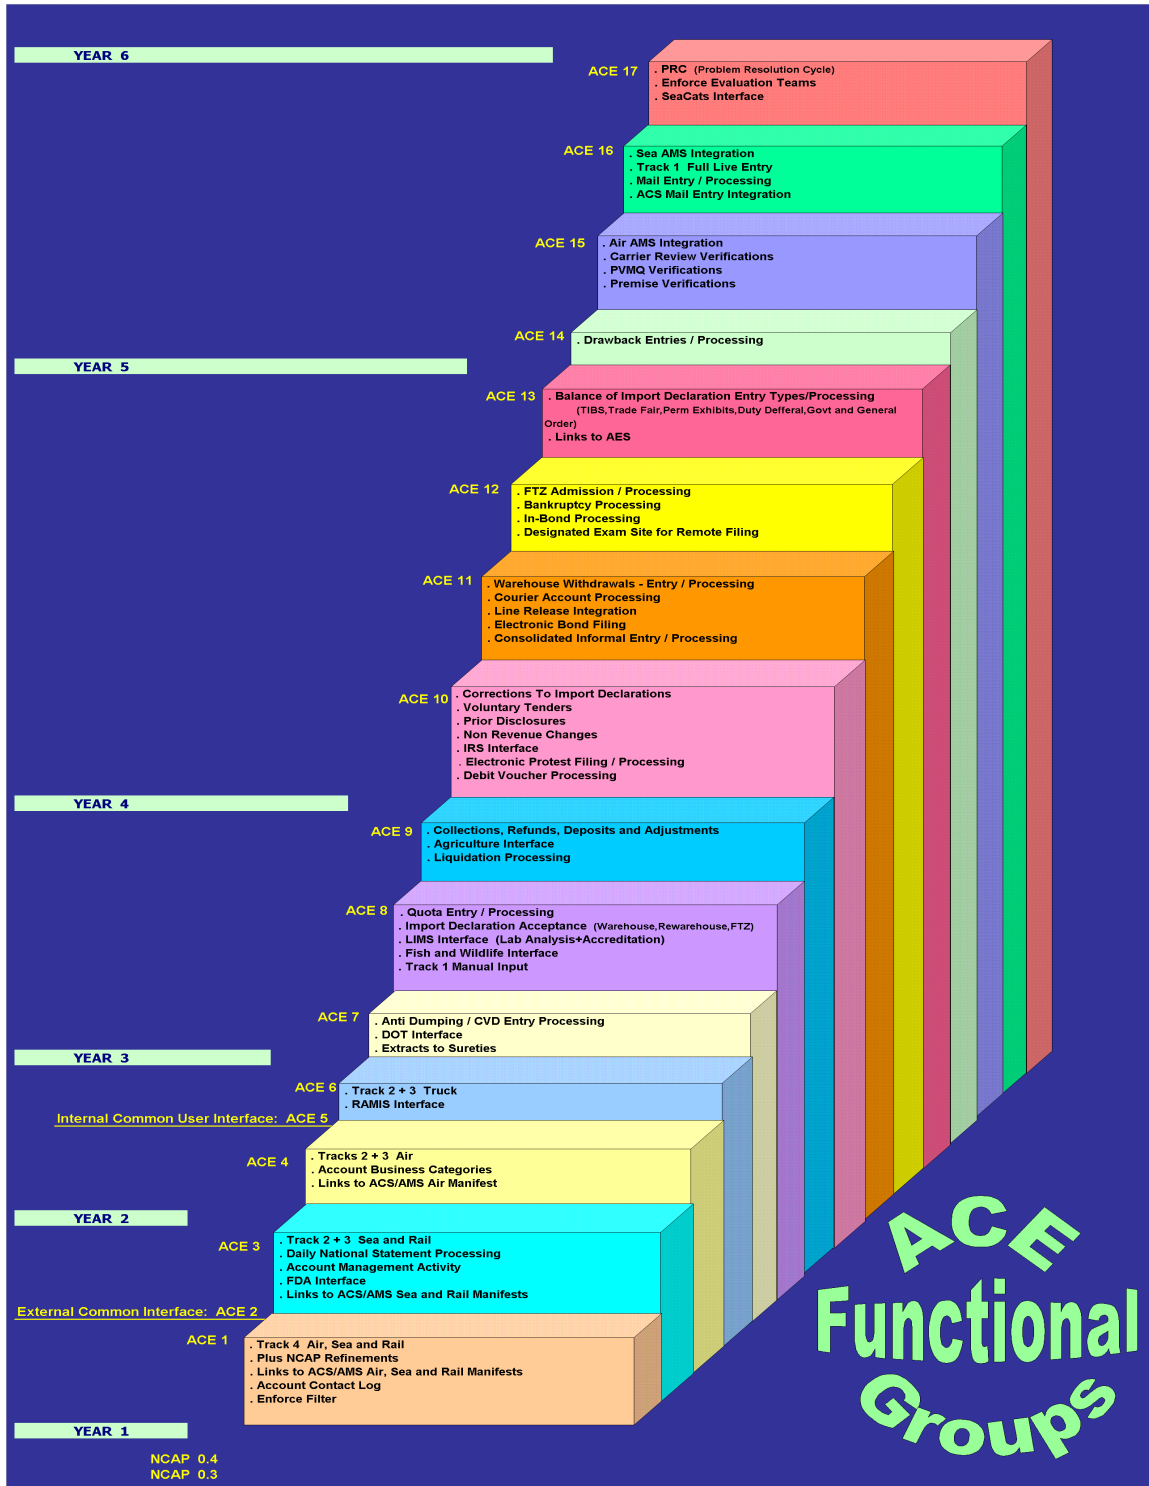 YEAR 6
ACE 17
. PRC (Problem Resolution Cycle)
. Enforce Evaluation Teams
. SeaCats Interface
ACE 16
. Sea AMS Integration
. Track 1 Full Live Entry
. Mail Entry / Processing
. ACS Mail Entry Integration
ACE 15
. Air AMS Integration
. Carrier Review Verifications
. PVMQ Verifications
. Premise Verifications
ACE 14
. Drawback Entries / Processing
YEAR 5
ACE 13
. Balance of Import Declaration Entry Types/Processing
(TIBS,Trade Fair,Perm Exhibits,Duty Defferal,Govt and General
Order)
. Links to AES
ACE 12
. FTZ Admission / Processing
. Bankruptcy Processing
. In-Bond Processing
. Designated Exam Site for Remote Filing
ACE 11
. Warehouse Withdrawals - Entry / Processing
. Courier Account Processing
. Line Release Integration
. Electronic Bond Filing
. Consolidated Informal Entry / Processing
ACE 10
. Corrections To Import Declarations
. Voluntary Tenders
. Prior Disclosures
. Non Revenue Changes
. IRS Interface
. Electronic Protest Filing / Processing
. Debit Voucher Processing
YEAR 4
ACE 9
. Collections, Refunds, Deposits and Adjustments
. Agriculture Interface
. Liquidation Processing
ACE 8
. Quota Entry / Processing
. Import Declaration Acceptance (Warehouse,Rewarehouse,FTZ)
. LIMS Interface (Lab Analysis+Accreditation)
. Fish and Wildlife Interface
. Track 1 Manual Input
ACE 7
. Anti Dumping / CVD Entry Processing
. DOT Interface
. Extracts to Sureties
YEAR 3
ACE 6
. Track 2 + 3 Truck
. RAMIS Interface
Internal Common User Interface: ACE 5
ACE 4
. Tracks 2 + 3 Air
. Account Business Categories
. Links to ACS/AMS Air Manifest
YEAR 2
ACE 3
. Track 2 + 3 Sea and Rail
. Daily National Statement Processing
. Account Management Activity
. FDA Interface
. Links to ACS/AMS Sea and Rail Manifests
External Common Interface: ACE 2
ACE 1
. Track 4 Air, Sea and Rail
. Plus NCAP Refinements
. Links to ACS/AMS Air, Sea and Rail Manifests
. Account Contact Log
. Enforce Filter
YEAR 1
NCAP 0.4
NCAP 0.3
ACE
Functional
Groups